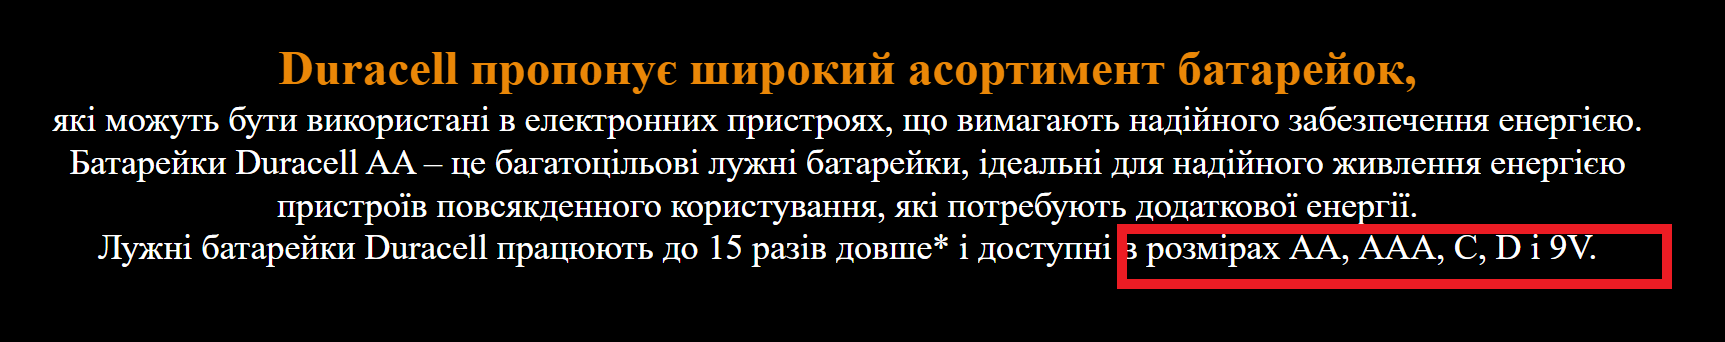 Duracell пропонує широкий асортимент батарейок,
які можуть бути використані в електронних пристроях, що вимагають надійного забезпечення енергією.
Батарейки Duracell AA – це багатоцільові лужні батарейки, ідеальні для надійного живлення енергією
пристроїв повсякденного користування, які потребують додаткової енергії.
Лужні батарейки Duracell працюють до 15 разів довше* і доступні в розмірах AA, AAA, C, D і 9V.